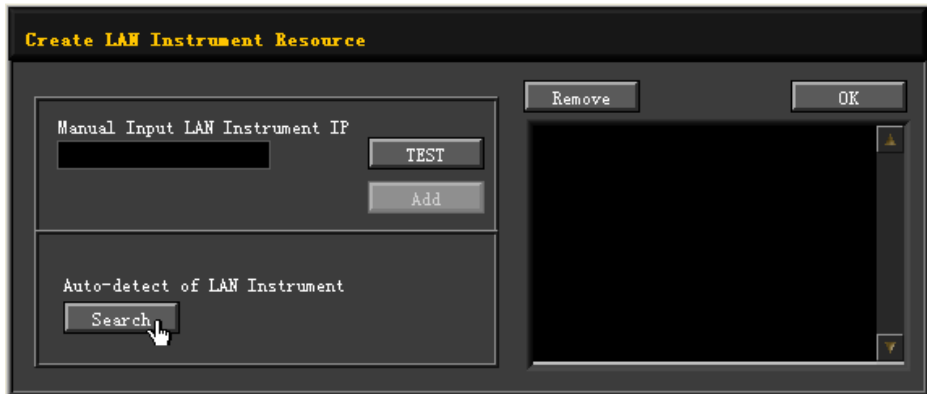 Create LAN Instrument Resource
Remove
OK
Manual Input LAN Instrument IP
TEST
Add
Auto-detect of LAN Instrument
Search